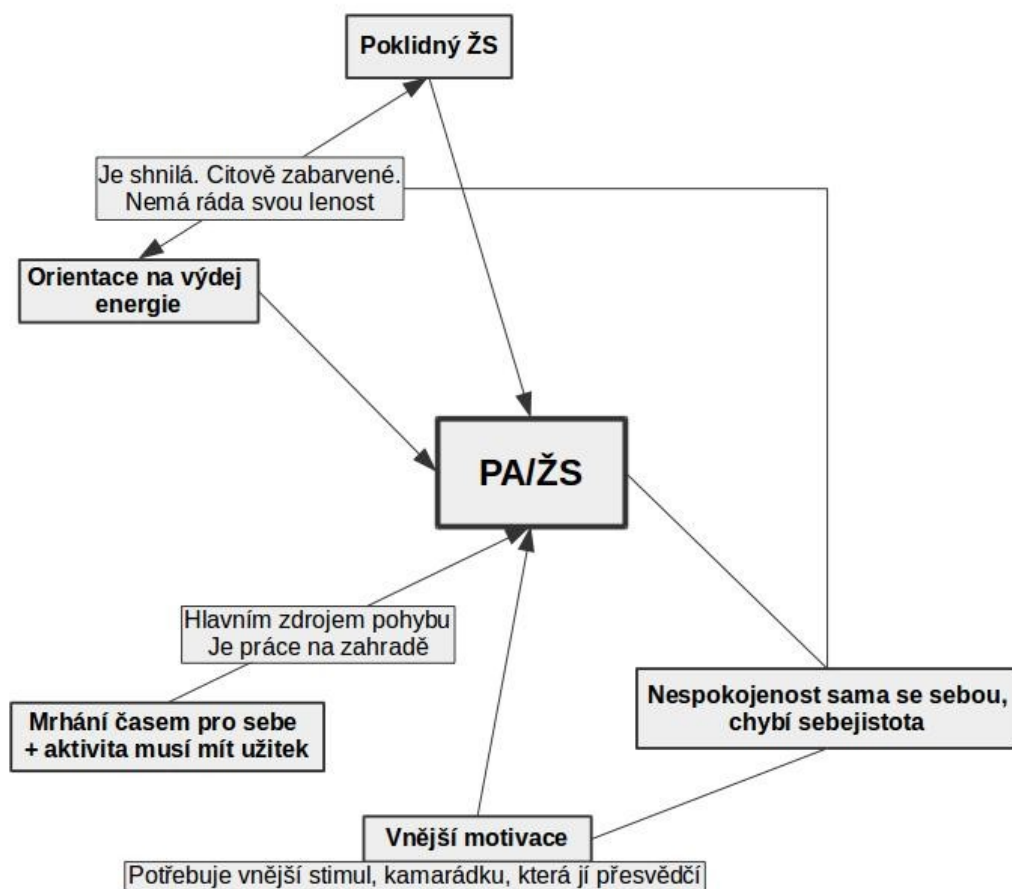 Poklidný ŽS
Je shnilá. Citově zabarvené.
Nemá ráda svou lenost
Orientace na výdej
energie
PA/ŽS
Hlavním zdrojem pohybu
Je práce na zahradě
Nespokojenost sama se sebou,
chybí sebejistota
Mrhání časem pro sebe
+ aktivita musí mít užitek
Vnější motivace
Potřebuje vnější stimul, kamarádku, která jí přesvědčí